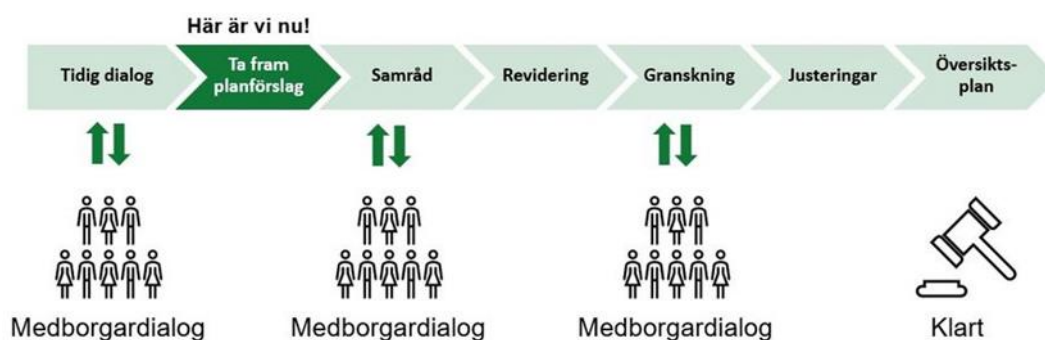 Här är vi nu!
Tidig dialog
Ta fram
planförslag
Samråd
Revidering
Granskning
Justeringar
Översikts-
plan
Medborgardialog
Medborgardialog
Medborgardialog
Klart